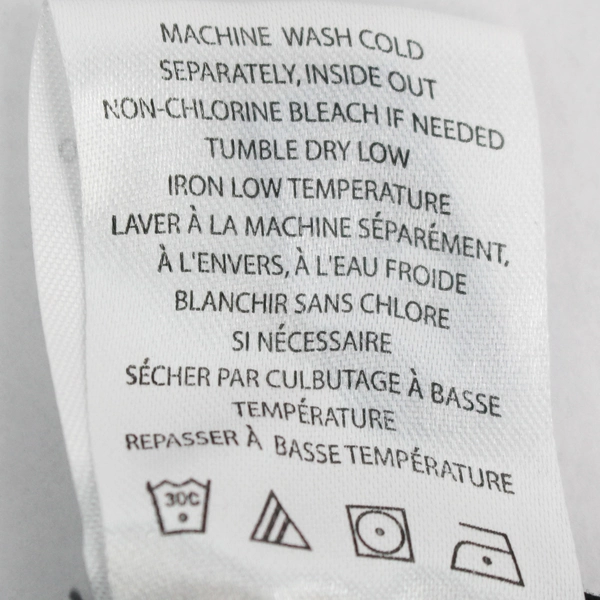 MACHINE WASH COLD
SEPARATELY, INSIDE OUT
NON-CHLORINE BLEACH IF NEEDED
TUMBLE DRY LOW
IRON LOW TEMPERATURE
LAVER À LA MACHINE SÉPARÉMENT,
À L'ENVERS, À L'EAU FROIDE
BLANCHIR SANS CHLORE
SI NÉCESSAIRE
SÉCHER PAR CULBUTAGE À BASSE
TEMPÉRATURE
REPASSER À BASSE TEMPÉRATURE
30C